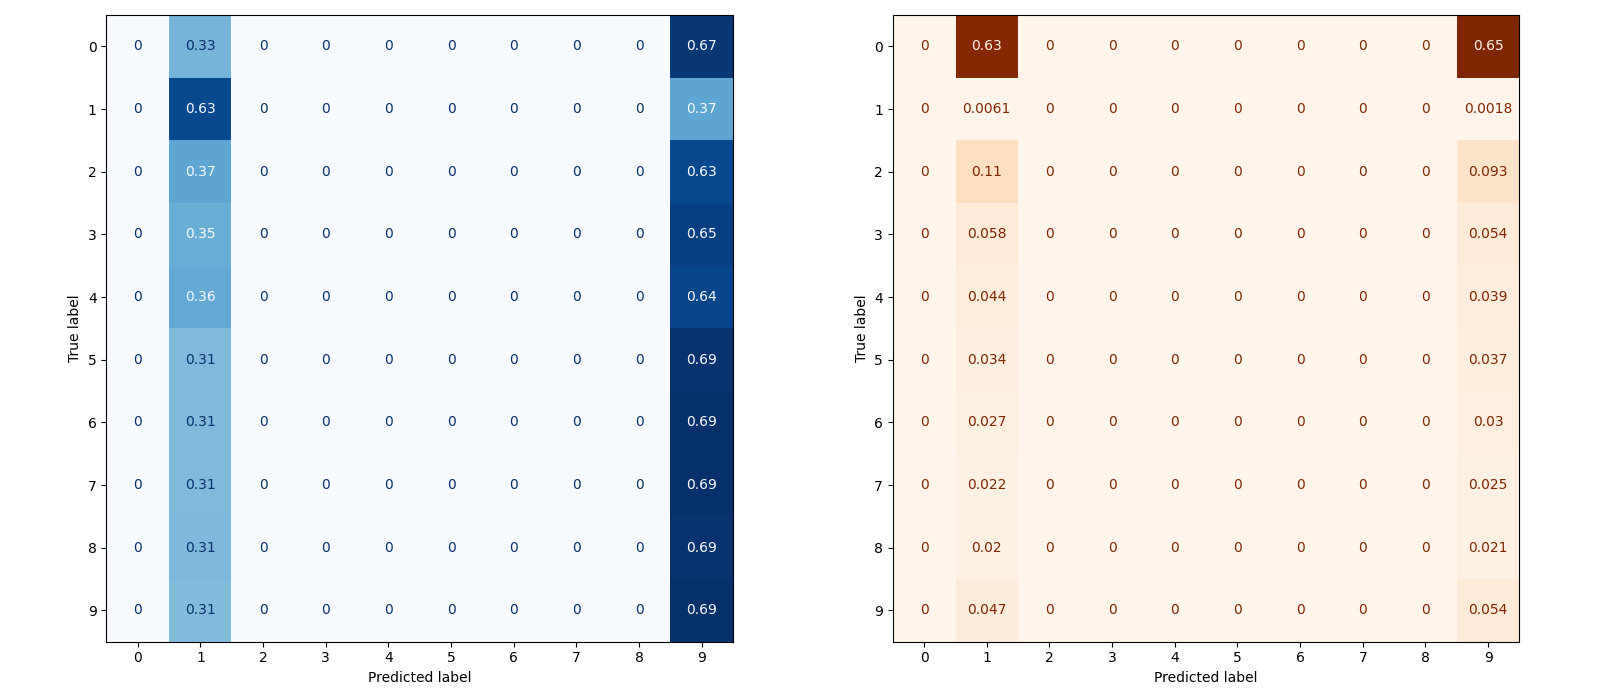 True label
0 0 0.33 0 0 0 0 0 0 0 0.67
1 0 0.63 0 0 0 0 0 0 0 0.37
2 0 0.37 0 0 0 0 0 0 0 0.63
3 0 0.35 0 0 0 0 0 0 0 0.65
4 0 0.36 0 0 0 0 0 0 0 0.64
5 0 0.31 0 0 0 0 0 0 0 0.69
6 0 0.31 0 0 0 0 0 0 0 0.69
7 0 0.31 0 0 0 0 0 0 0 0.69
8 0 0.31 0 0 0 0 0 0 0 0.69
9 0 0.31 0 0 0 0 0 0 0 0.69
0 1 2 3 4 5 6 7 8 9
Predicted label
True label
0 0 0.63 0 0 0 0 0 0 0 0.65
1 0 0.0061 0 0 0 0 0 0 0 0.0018
2 0 0.11 0 0 0 0 0 0 0 0.093
3 0 0.058 0 0 0 0 0 0 0 0.054
4 0 0.044 0 0 0 0 0 0 0 0.039
5 0 0.034 0 0 0 0 0 0 0 0.037
6 0 0.027 0 0 0 0 0 0 0 0.03
7 0 0.022 0 0 0 0 0 0 0 0.025
8 0 0.02 0 0 0 0 0 0 0 0.021
9 0 0.047 0 0 0 0 0 0 0 0.054
0 1 2 3 4 5 6 7 8 9
Predicted label